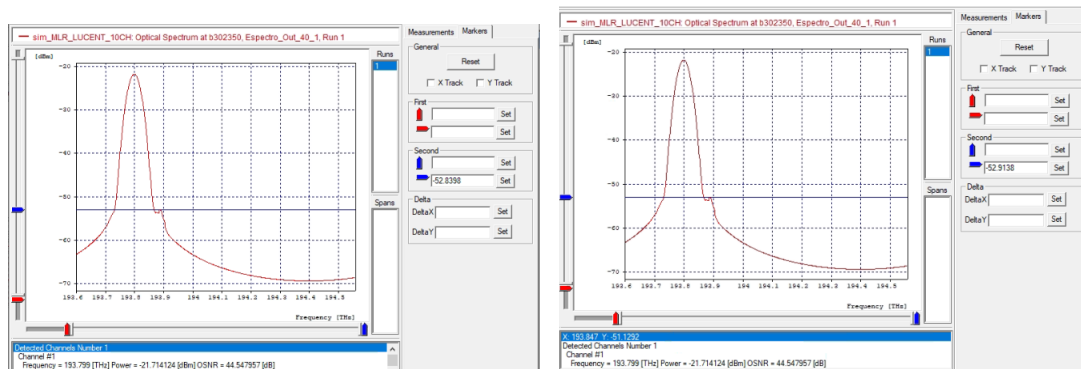 sim_MLR_LUCENT_10CH: Optical Spectrum at b302350, Espectro_Out_40_1, Run 1
[dBm]
-20
-30
-40
-50
-60
-70
193.6 193.7 193.8 193.9 194 194.1 194.2 194.3 194.4 194.5
Frequency [THz]
Runs
1
Spans
Measurements Markers
General
Reset
X Track Y Track
First
Set
Set
Second
Set
-52.8398 Set
Delta
DeltaX Set
DeltaY Set
Detected Channels Number 1
Channel #1
Frequency = 193.799 [THz] Power = -21.714124 [dBm] OSNR = 44.547957 [dB]
sim_MLR_LUCENT_10CH: Optical Spectrum at b302350, Espectro_Out_40_1, Run 1
[dBm]
-20
-30
-40
-50
-60
-70
193.6 193.7 193.8 193.9 194 194.1 194.2 194.3 194.4 194.5
Frequency [THz]
Runs
1
Spans
Measurements Markers
General
Reset
X Track Y Track
First
Set
Set
Second
Set
-52.9138 Set
Delta
DeltaX Set
DeltaY Set
X: 193.847 Y: -51.1292
Detected Channels Number 1
Channel #1
Frequency = 193.799 [THz] Power = -21.714124 [dBm] OSNR = 44.547957 [dB]